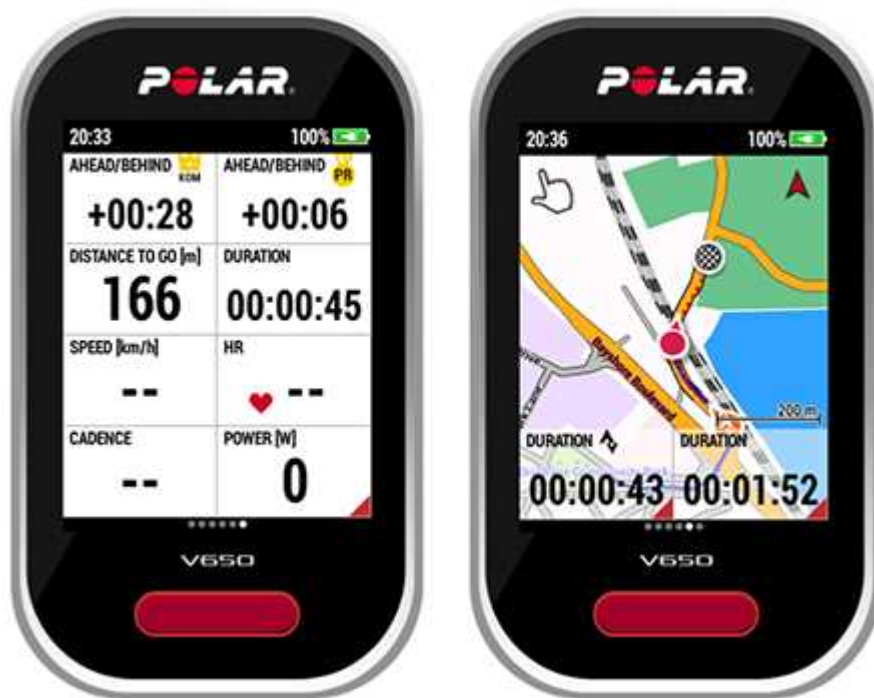 POLAR
20:33 100%
AHEAD/BEHIND KOM AHEAD/BEHIND PR
+00:28 +00:06
DISTANCE TO GO [m] DURATION
166 00:00:45
SPEED [km/h] HR
-- --
CADENCE POWER [W]
-- 0
V650
POLAR
20:36 100%
Bayshore Boulevard
200 m
DURATION DURATION
00:00:43 00:01:52
V650